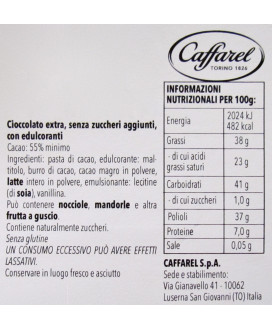 Caffarel
TORINO 1826
Cioccolato extra, senza zuccheri aggiunti,
con edulcoranti
Cacao: 55% minimo
Ingredienti: pasta di cacao, edulcorante: mal-
titolo, burro di cacao, cacao magro in polvere,
latte intero in polvere, emulsionante: lecitine
(di soia), vanillina.
Può contenere nocciole, mandorle e altra
frutta a guscio.
Contiene naturalmente zuccheri.
Senza glutine
UN CONSUMO ECCESSIVO PUÒ AVERE EFFETTI
LASSATIVI.
Conservare in luogo fresco e asciutto
INFORMAZIONI
NUTRIZIONALI PER 100g:
Energia 2024 kJ
482 kcal
Grassi 38 g
- di cui acidi
grassi saturi 23 g
Carboidrati 41 g
- di cui zuccheri 1,0 g
Polioli 37 g
Proteine 7,0 g
Sale 0,05 g
CAFFAREL S.p.A.
Sede e stabilimento:
Via Gianavello 41 - 10062
Luserna San Giovanni (TO) Italia